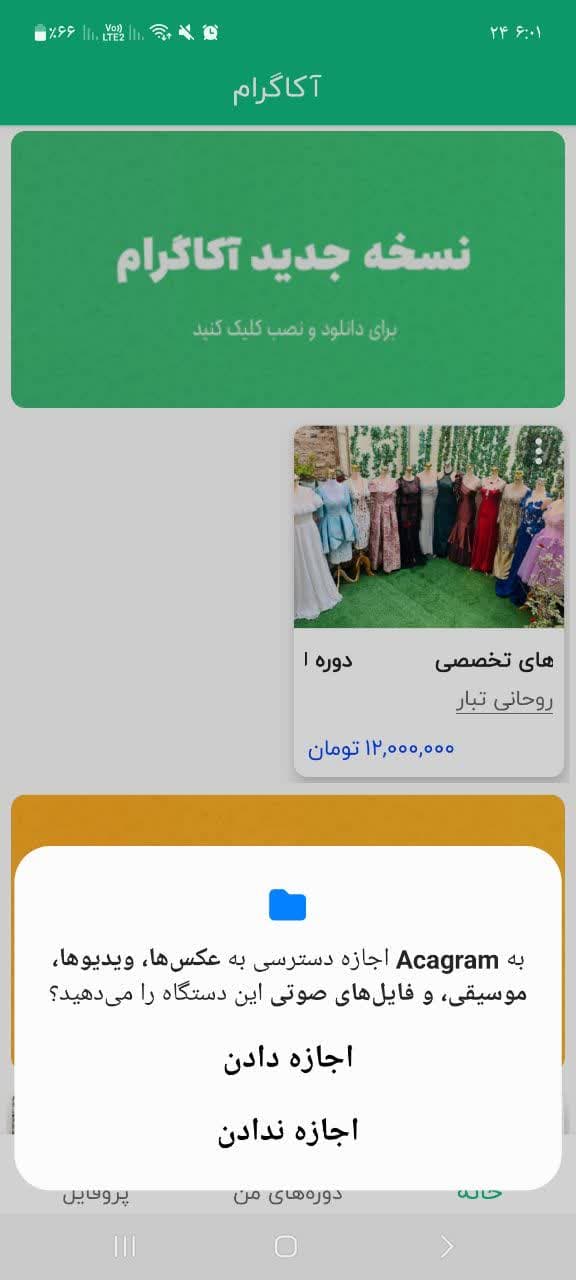 ٪۶۶ Vo)) LTE2 ۲۴ ۶:۰۱
آکاگرام
نسخه جدید آکاگرام
برای دانلود و نصب کلیک کنید
های تخصصی دوره ا
روحانی تبار
۱۲,۰۰۰,۰۰۰ تومان
به Acagram اجازه دسترسی به عکس‌ها، ویدیوها،
موسیقی، و فایل‌های صوتی این دستگاه را می‌دهید؟
اجازه دادن
اجازه ندادن
خانه دوره‌های من پروفایل